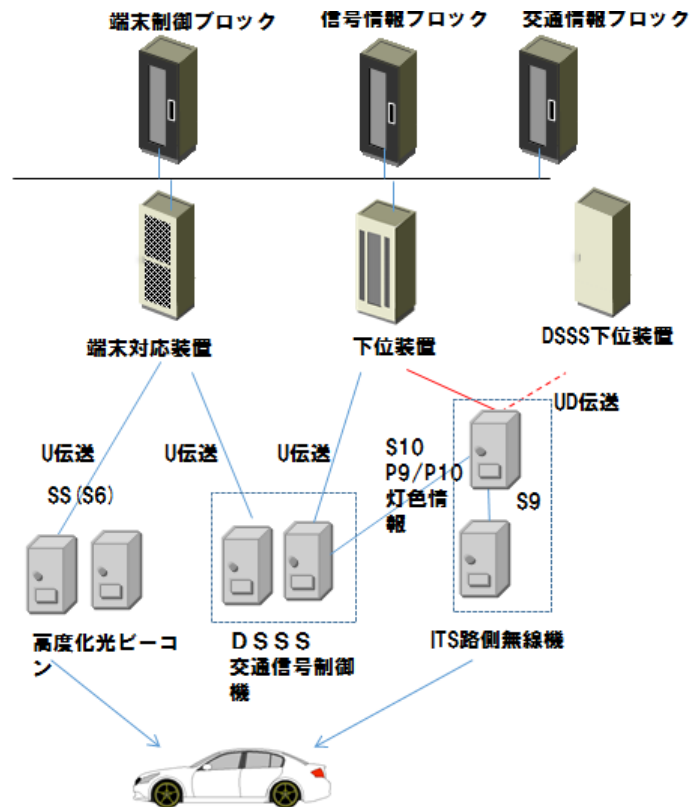 端末制御ブロック
信号情報フロック
交通情報フロック
端末対応装置
下位装置
DSSS下位装置
UD伝送
U伝送
U伝送
U伝送
S10
P9/P10
灯色情
報
SS(S6)
S9
高度化光ビーコ
ン
DSSS
交通信号制御
機
ITS路側無線機